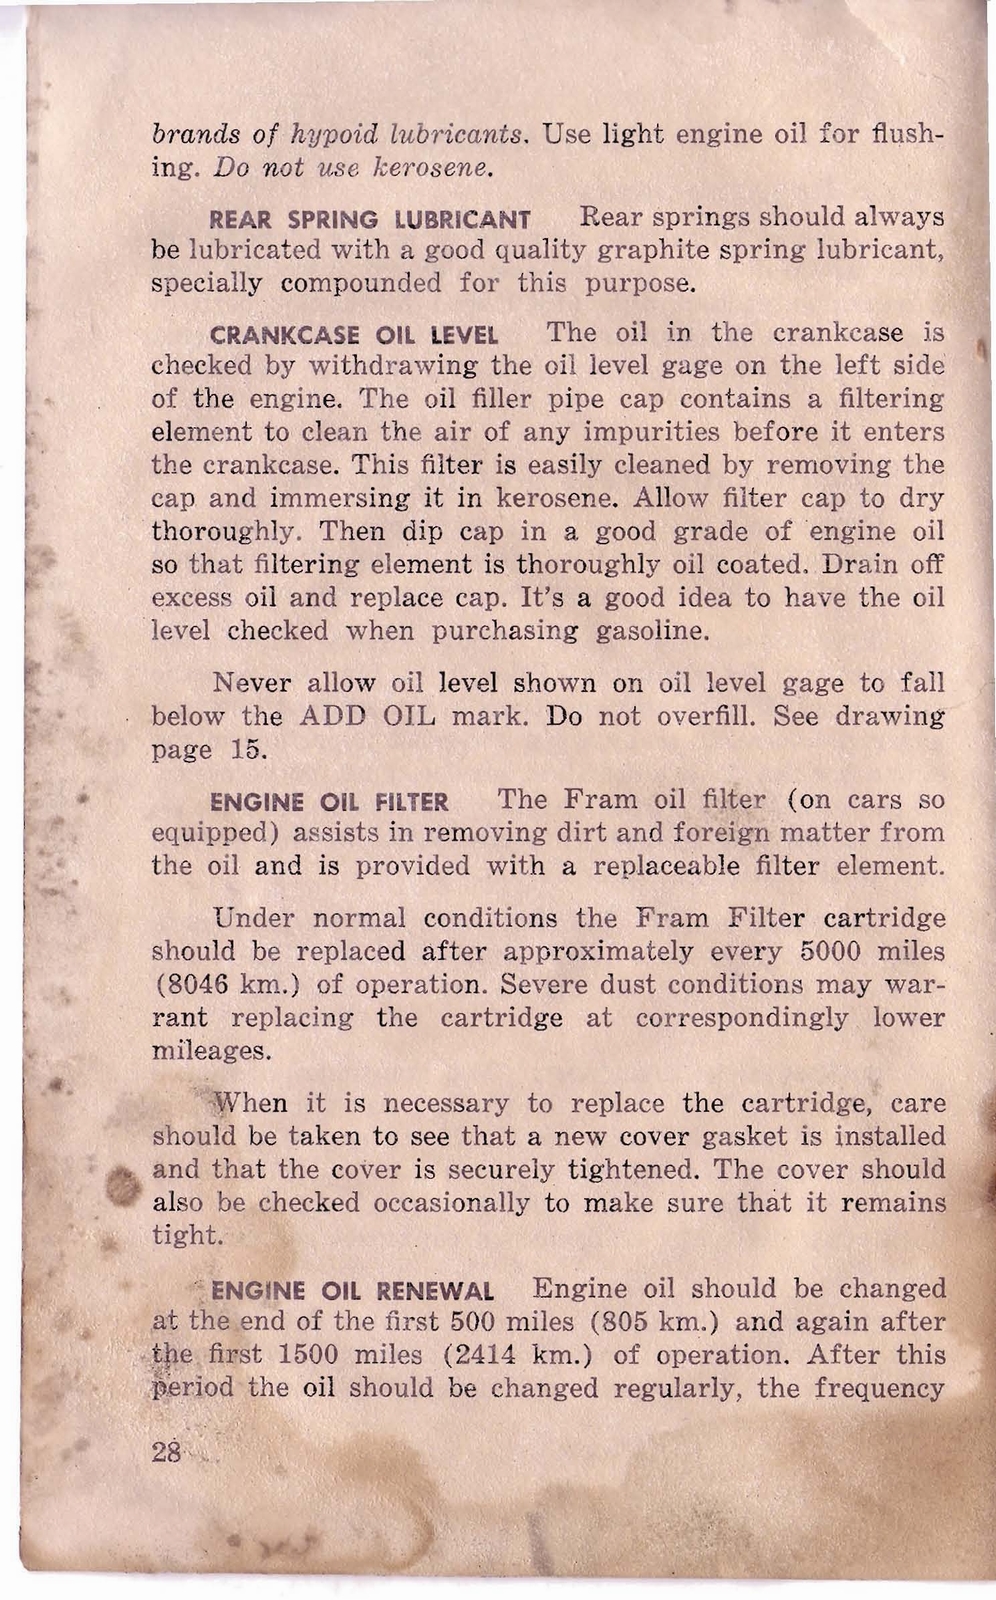 brands of hypoid lubricants. Use light engine oil for flush-
ing. Do not use kerosene.
REAR SPRING LUBRICANT Rear springs should always
be lubricated with a good quality graphite spring lubricant,
specially compounded for this purpose.
CRANKCASE OIL LEVEL The oil in the crankcase is
checked by withdrawing the oil level gage on the left side
of the engine. The oil filler pipe cap contains a filtering
element to clean the air of any impurities before it enters
the crankcase. This filter is easily cleaned by removing the
cap and immersing it in kerosene. Allow filter cap to dry
thoroughly. Then dip cap in a good grade of engine oil
so that filtering element is thoroughly oil coated. Drain off
excess oil and replace cap. It's a good idea to have the oil
level checked when purchasing gasoline.
Never allow oil level shown on oil level gage to fall
below the ADD OIL mark. Do not overfill. See drawing
page 15.
ENGINE OIL FILTER The Fram oil filter (on cars so
equipped) assists in removing dirt and foreign matter from
the oil and is provided with a replaceable filter element.
Under normal conditions the Fram Filter cartridge
should be replaced after approximately every 5000 miles
(8046 km.) of operation. Severe dust conditions may war-
rant replacing the cartridge at correspondingly lower
mileages.
When it is necessary to replace the cartridge, care
should be taken to see that a new cover gasket is installed
and that the cover is securely tightened. The cover should
also be checked occasionally to make sure that it remains
tight.
ENGINE OIL RENEWAL Engine oil should be changed
at the end of the first 500 miles (805 km.) and again after
the first 1500 miles (2414 km.) of operation. After this
period the oil should be changed regularly, the frequency
28